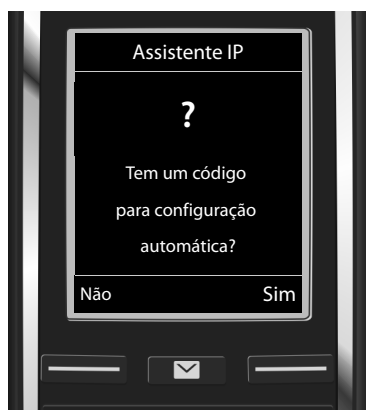 Assistente IP
?
Tem um código
para configuração
automática?
Não Sim